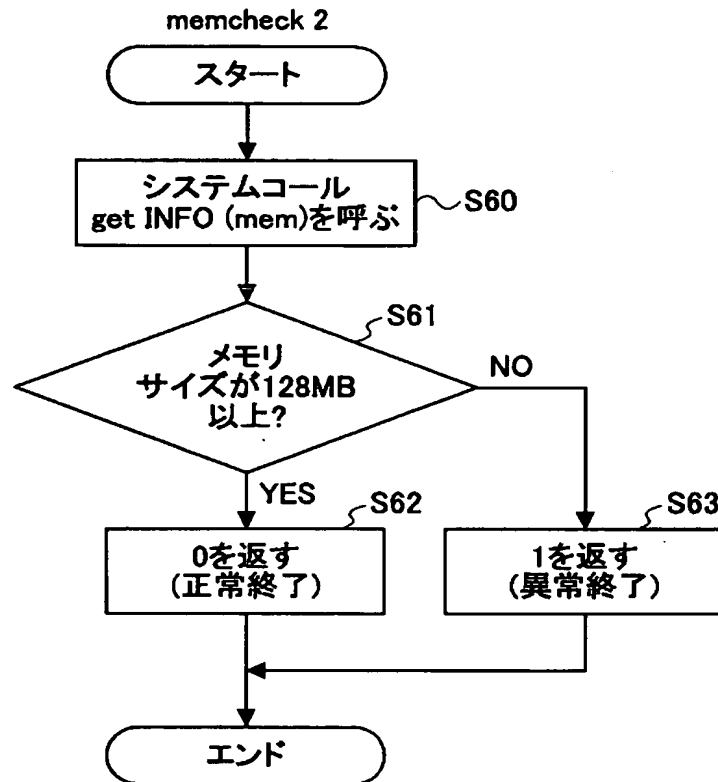 memcheck 2
スタート
システムコール
get INFO (mem)を呼ぶ
S60
S61
メモリ
サイズが128MB
以上?
NO
YES
S62
S63
0を返す
(正常終了)
1を返す
(異常終了)
エンド